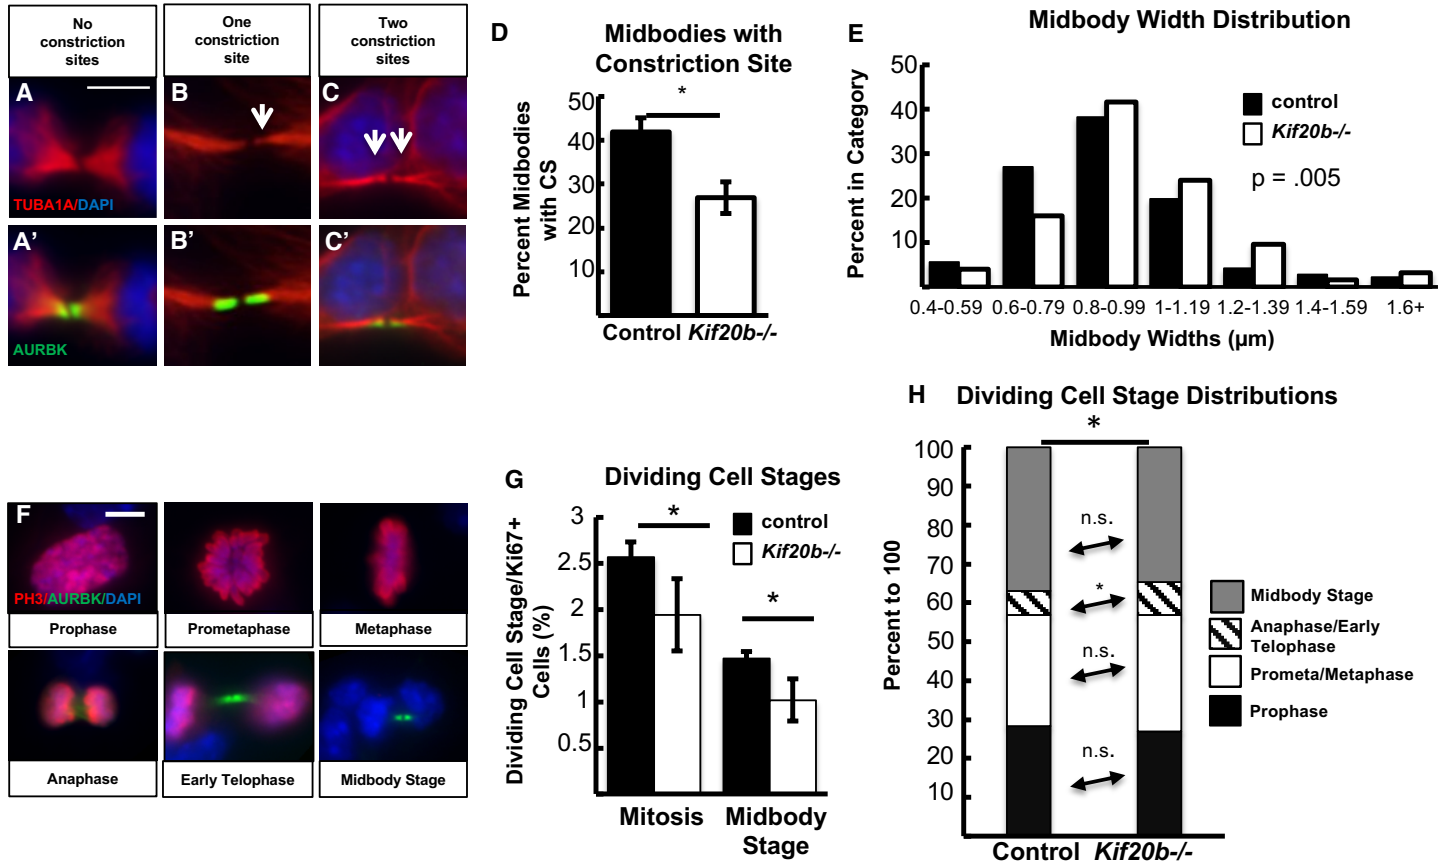 No
constriction
sites
One
constriction
site
Two
constriction
sites
A
B
C
TUBA1A/DAPI
A’
B’
C’
AURBK
D
Midbodies with
Constriction Site
*
50
40
30
20
10
Percent Midbodies
with CS
Control Kif20b-/-
E
Midbody Width Distribution
50
40
30
20
10
Percent in Category
control
Kif20b-/-
p = .005
0.4-0.59 0.6-0.79 0.8-0.99 1-1.19 1.2-1.39 1.4-1.59 1.6+
Midbody Widths (µm)
F
PH3/AURBK/DAPI
Prophase
Prometaphase
Metaphase
Anaphase
Early Telophase
Midbody Stage
G
Dividing Cell Stages
3
2.5
2
1.5
1
0.5
Dividing Cell Stage/Ki67+
Cells (%)
*
*
control
Kif20b-/-
Mitosis
Midbody
Stage
H
Dividing Cell Stage Distributions
*
100
90
80
70
60
50
40
30
20
10
Percent to 100
n.s.
*
n.s.
n.s.
Midbody Stage
Anaphase/Early
Telophase
Prometa/Metaphase
Prophase
Control Kif20b-/-